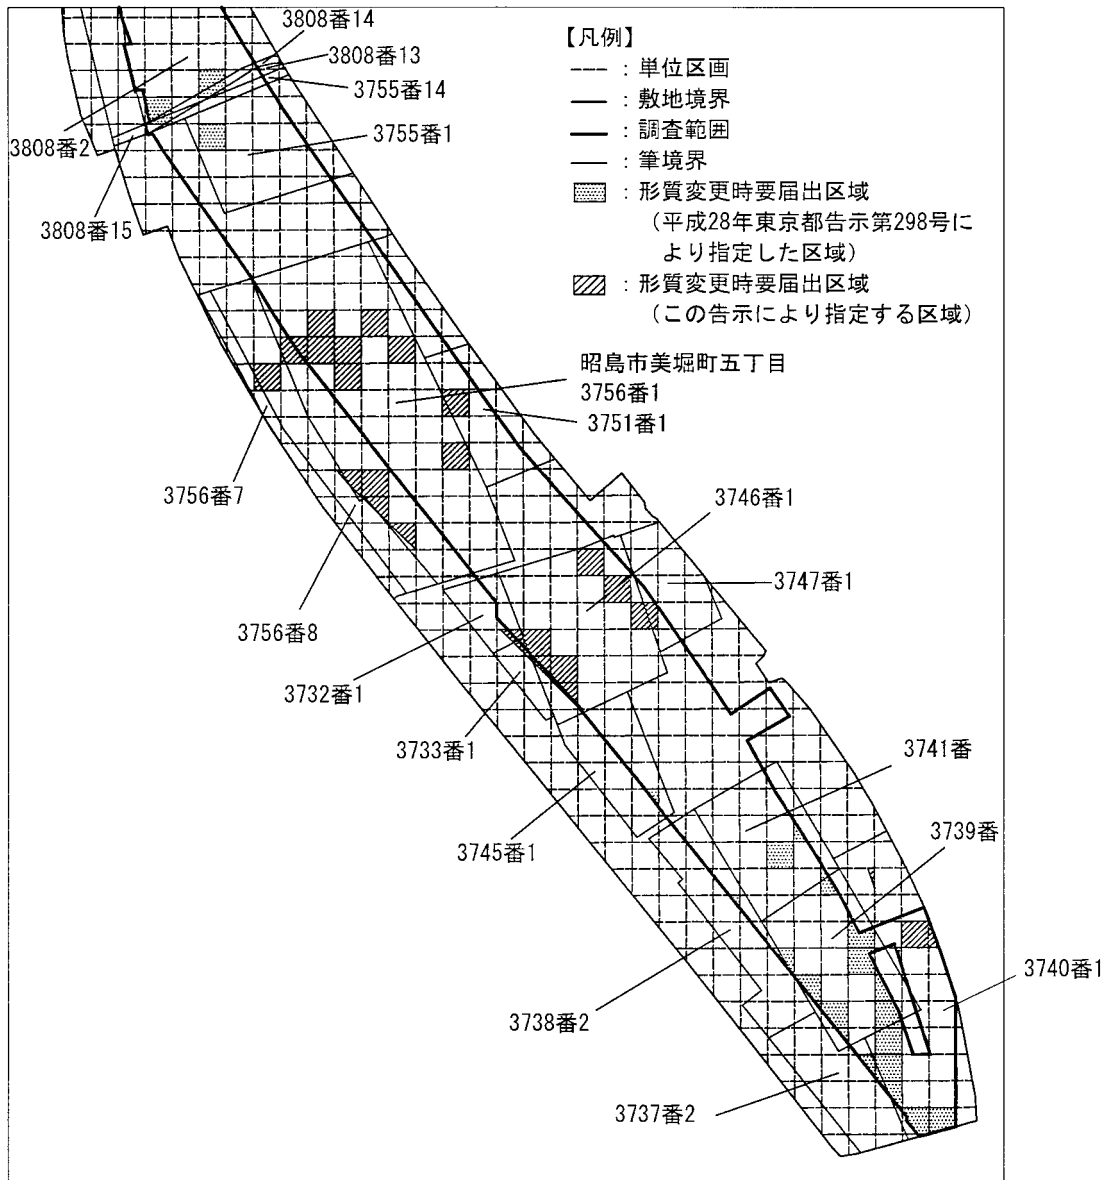 3808番14
3808番13
3755番14
3755番1
3808番2
3808番15
【凡例】
：単位区画
：敷地境界
：調査範囲
：筆境界
：形質変更時要届出区域
（平成28年東京都告示第298号に
より指定した区域）
：形質変更時要届出区域
（この告示により指定する区域）
昭島市美堀町五丁目
3756番1
3751番1
3756番7
3746番1
3747番1
3756番8
3732番1
3733番1
3741番
3745番1
3739番
3740番1
3738番2
3737番2